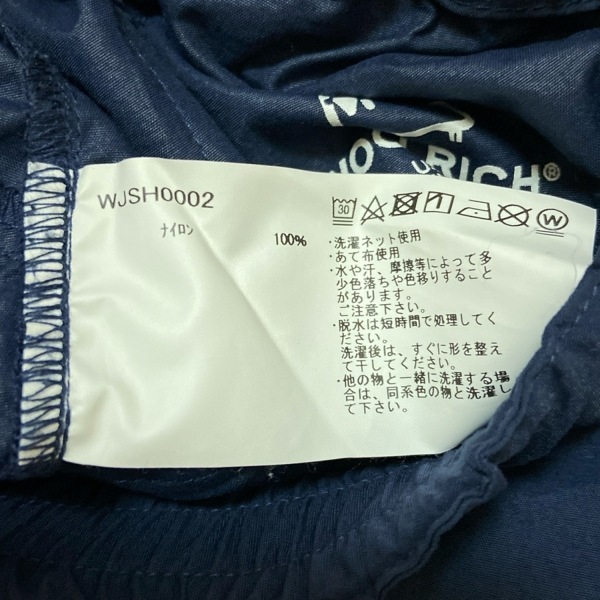 RICH®
WJSH0002
ナイロン 100%
30
W
・洗濯ネット使用
・あて布使用
・水や汗、摩擦等によって多
少色落ちや色移りすること
があります。
ご注意下さい。
・脱水は短時間で処理してく
ださい。
洗濯後は、すぐに形を整え
て干してください。
・他の物と一緒に洗濯する場
合は、同系色の物と洗濯し
て下さい。